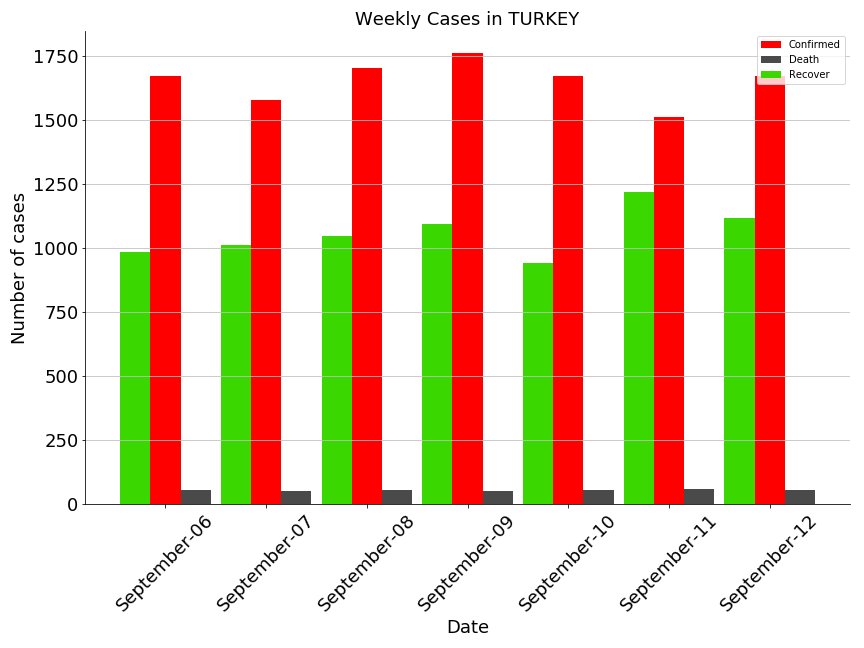 Weekly Cases in TURKEY
Confirmed
Death
Recover
Number of cases
1750
1500
1250
1000
750
500
250
0
September-06
September-07
September-08
September-09
September-10
September-11
September-12
Date